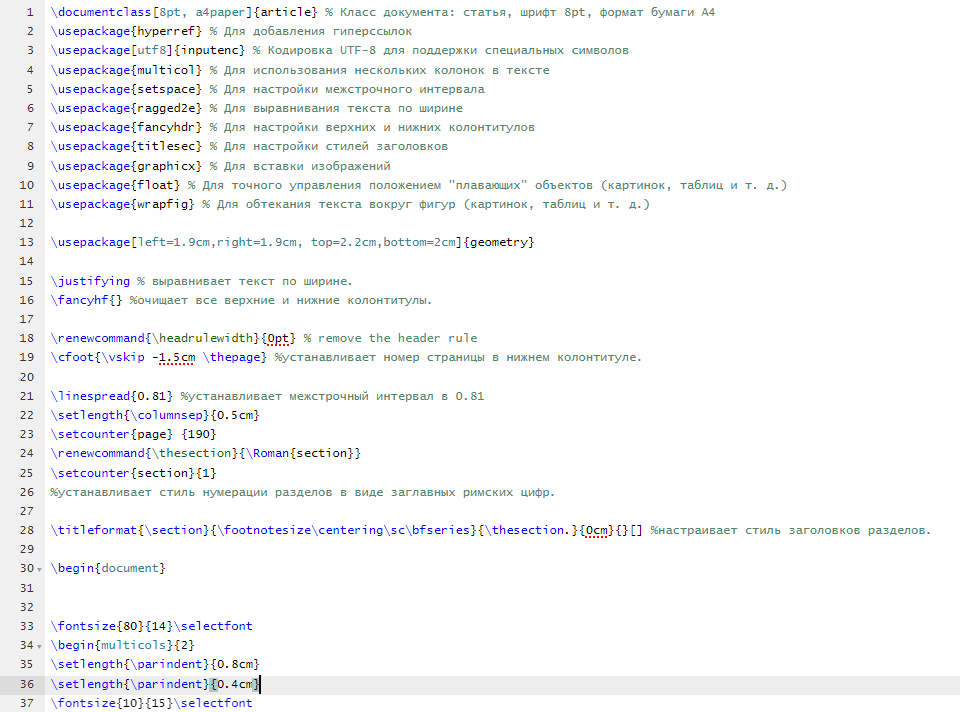 1 \documentclass[8pt, a4paper]{article} % Класс документа: статья, шрифт 8pt, формат бумаги A4
2 \usepackage{hyperref} % Для добавления гиперссылок
3 \usepackage[utf8]{inputenc} % Кодировка UTF-8 для поддержки специальных символов
4 \usepackage{multicol} % Для использования нескольких колонок в тексте
5 \usepackage{setspace} % Для настройки межстрочного интервала
6 \usepackage{ragged2e} % Для выравнивания текста по ширине
7 \usepackage{fancyhdr} % Для настройки верхних и нижних колонтитулов
8 \usepackage{titlesec} % Для настройки стилей заголовков
9 \usepackage{graphicx} % Для вставки изображений
10 \usepackage{float} % Для точного управления положением "плавающих" объектов (картинок, таблиц и т. д.)
11 \usepackage{wrapfig} % Для обтекания текста вокруг фигур (картинок, таблиц и т. д.)
12
13 \usepackage[left=1.9cm,right=1.9cm, top=2.2cm,bottom=2cm]{geometry}
14
15 \justifying % выравнивает текст по ширине.
16 \fancyhf{} %очищает все верхние и нижние колонтитулы.
17
18 \renewcommand{\headrulewidth}{0pt} % remove the header rule
19 \cfoot{\vskip -1.5cm \thepage} %устанавливает номер страницы в нижнем колонтитуле.
20
21 \linespread{0.81} %устанавливает межстрочный интервал в 0.81
22 \setlength{\columnsep}{0.5cm}
23 \setcounter{page} {190}
24 \renewcommand{\thesection}{\Roman{section}}
25 \setcounter{section}{1}
26 %устанавливает стиль нумерации разделов в виде заглавных римских цифр.
27
28 \titleformat{\section}{\footnotesize\centering\sc\bfseries}{\thesection.}{0cm}{}[] %настраивает стиль заголовков разделов.
29
30 \begin{document}
31
32
33 \fontsize{80}{14}\selectfont
34 \begin{multicols}{2}
35 \setlength{\parindent}{0.8cm}
36 \setlength{\parindent}{0.4cm}
37 \fontsize{10}{15}\selectfont